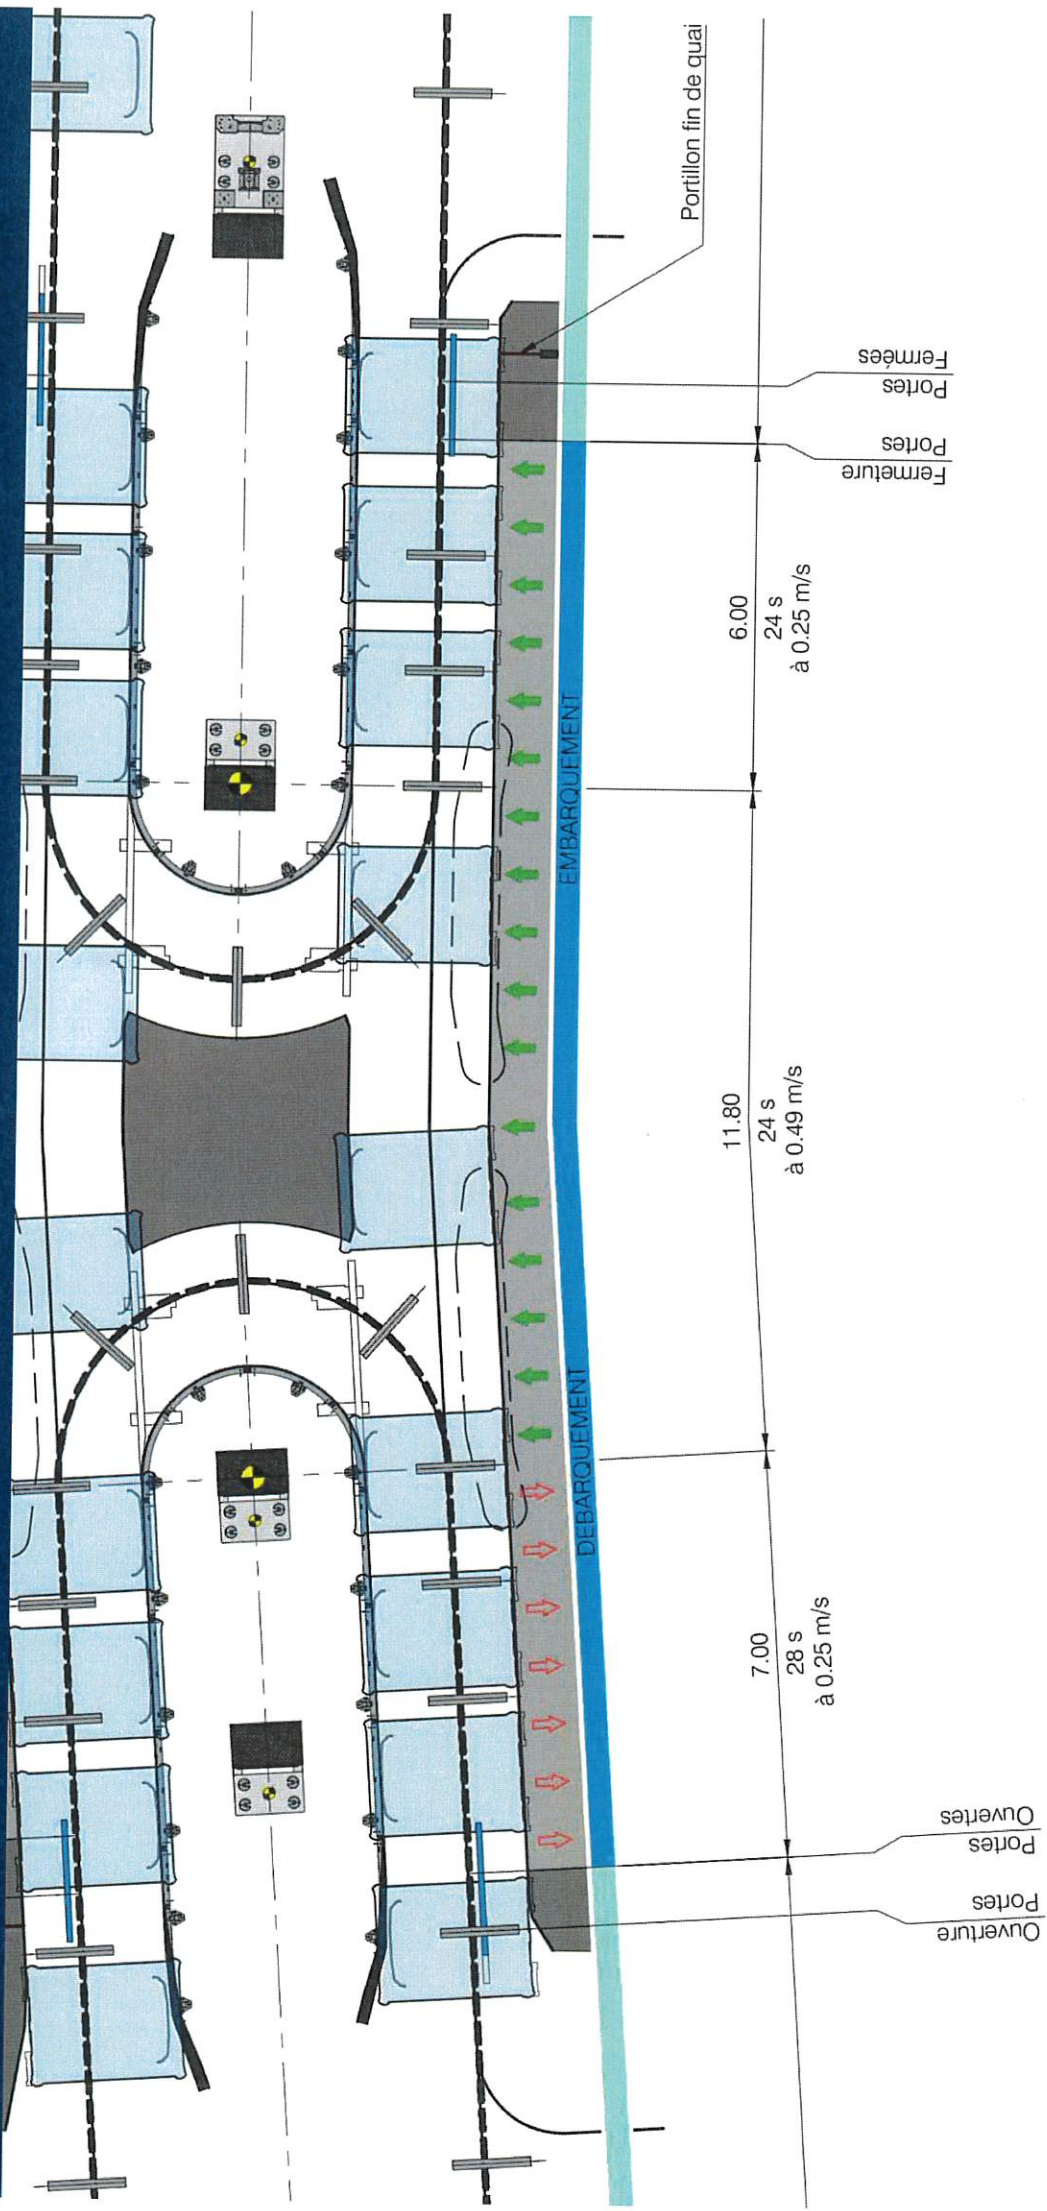 Portillon fin de quai
Portes
Fermées
Fermeture
Portes
6.00
24 s
à 0.25 m/s
EMBARQUEMENT
11.80
24 s
à 0.49 m/s
DEBARQUEMENT
7.00
28 s
à 0.25 m/s
Portes
Ouvertes
Ouverture
Portes